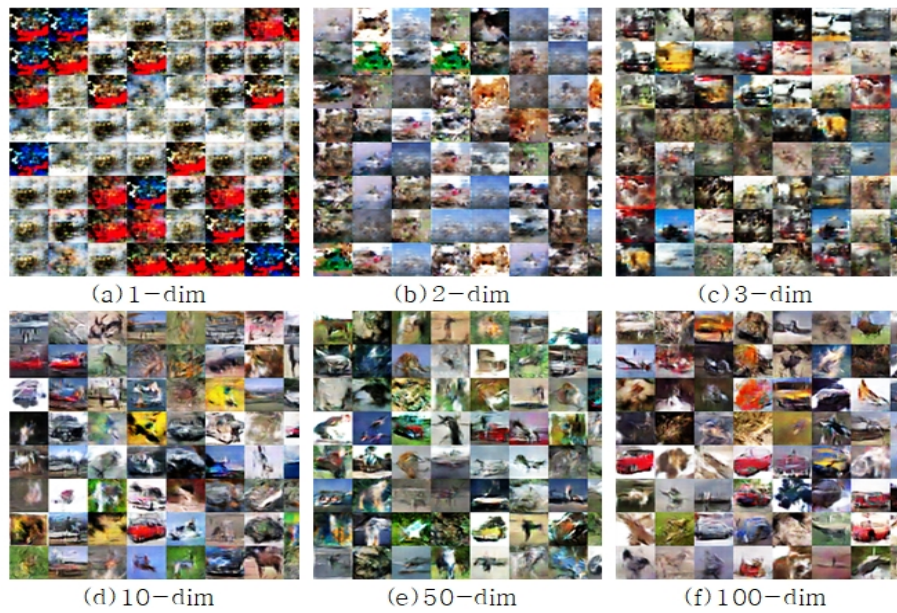 (a) 1-dim
(b) 2-dim
(c) 3-dim
(d) 10-dim
(e) 50-dim
(f) 100-dim